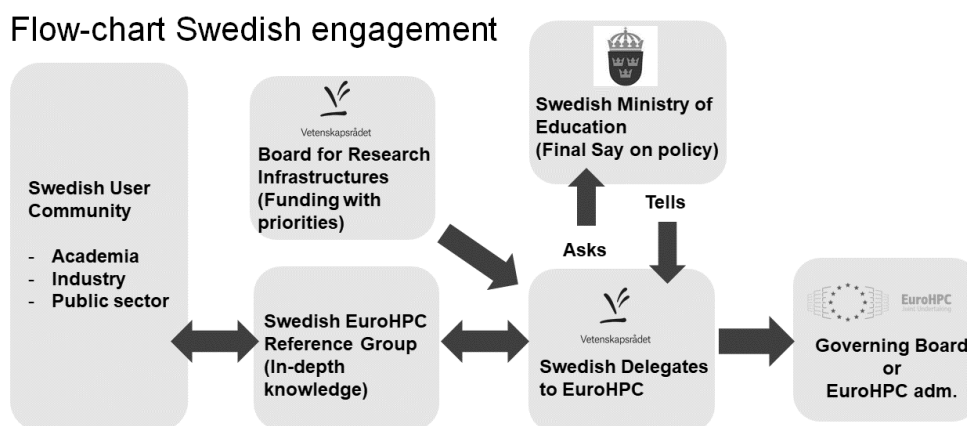 Flow-chart Swedish engagement
Swedish User
Community
- Academia
- Industry
- Public sector
Vetenskapsrådet
Board for Research
Infrastructures
(Funding with
priorities)
Swedish Ministry of
Education
(Final Say on policy)
Asks
Tells
Swedish EuroHPC
Reference Group
(In-depth
knowledge)
Vetenskapsrådet
Swedish Delegates
to EuroHPC
EuroHPC
Joint Undertaking
Governing Board
or
EuroHPC adm.